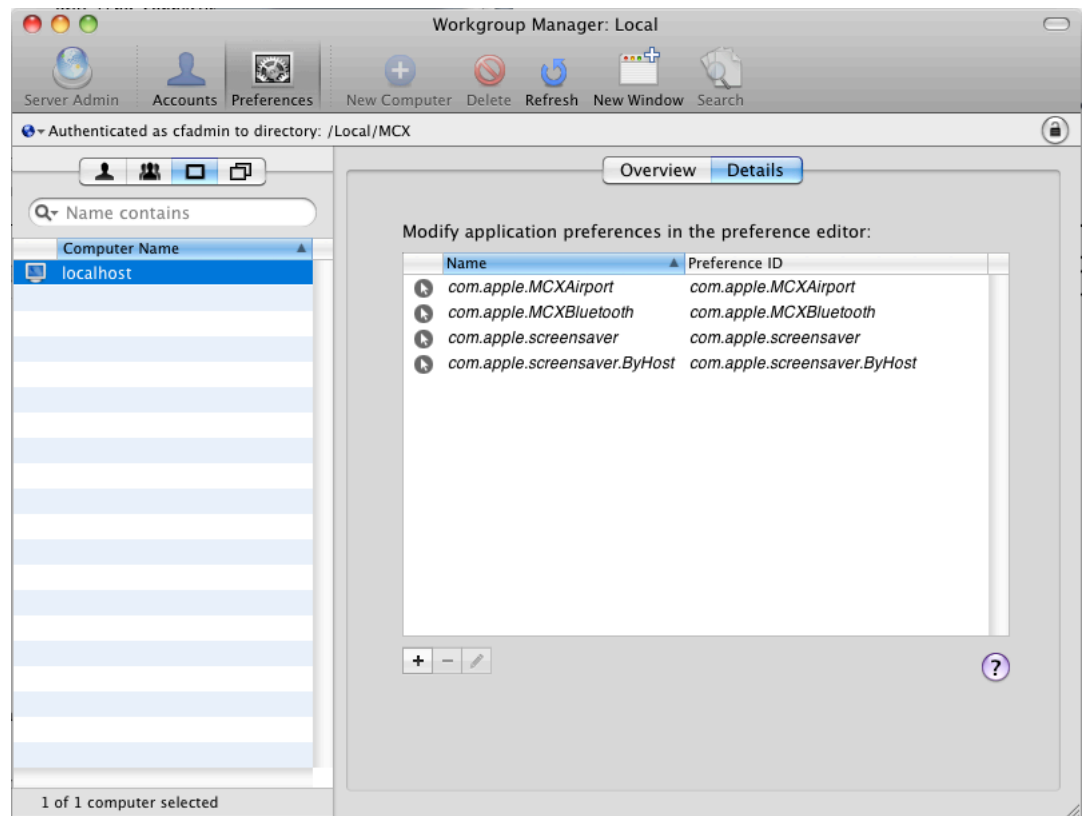 Workgroup Manager: Local
Server Admin Accounts Preferences New Computer Delete Refresh New Window Search
Authenticated as cfadmin to directory: /Local/MCX
Overview Details
Name contains
Modify application preferences in the preference editor:
Computer Name
Name Preference ID
localhost
com.apple.MCXAirport com.apple.MCXAirport
com.apple.MCXBluetooth com.apple.MCXBluetooth
com.apple.screensaver com.apple.screensaver
com.apple.screensaver.ByHost com.apple.screensaver.ByHost
+ − ?
1 of 1 computer selected